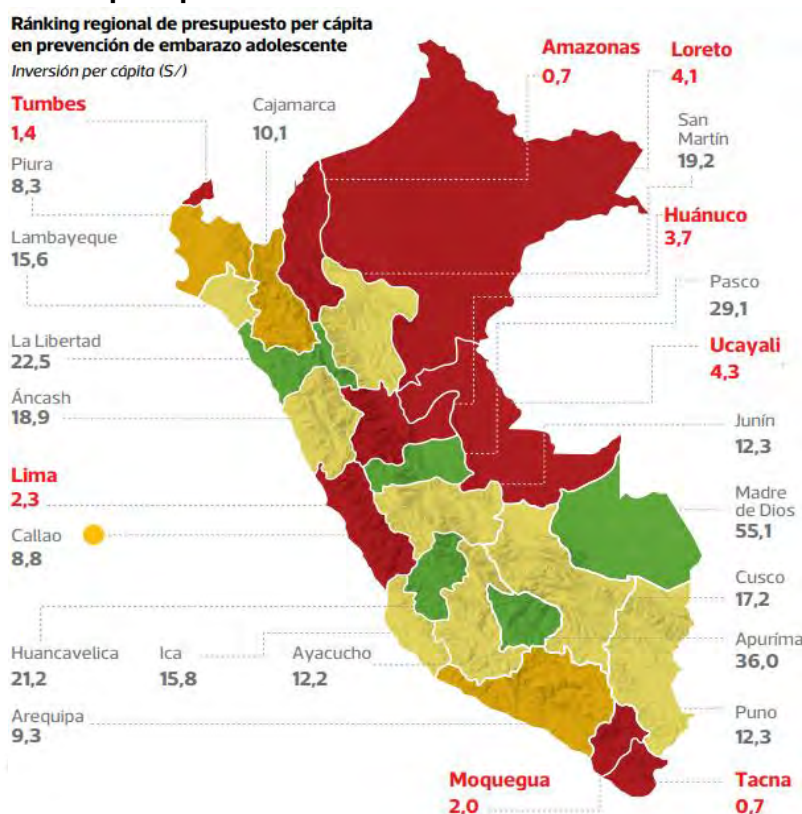 Ránking regional de presupuesto per cápita
en prevención de embarazo adolescente
Inversión per cápita (S/)
Tumbes
1,4
Piura
8,3
Lambayeque
15,6
La Libertad
22,5
Áncash
18,9
Lima
2,3
Callao
8,8
Huancavelica
21,2
Ica
15,8
Ayacucho
12,2
Arequipa
9,3
Cajamarca
10,1
Amazonas
0,7
Loreto
4,1
San
Martín
19,2
Huánuco
3,7
Pasco
29,1
Ucayali
4,3
Junín
12,3
Madre
de Dios
55,1
Cusco
17,2
Apuríma
36,0
Puno
12,3
Moquegua
2,0
Tacna
0,7